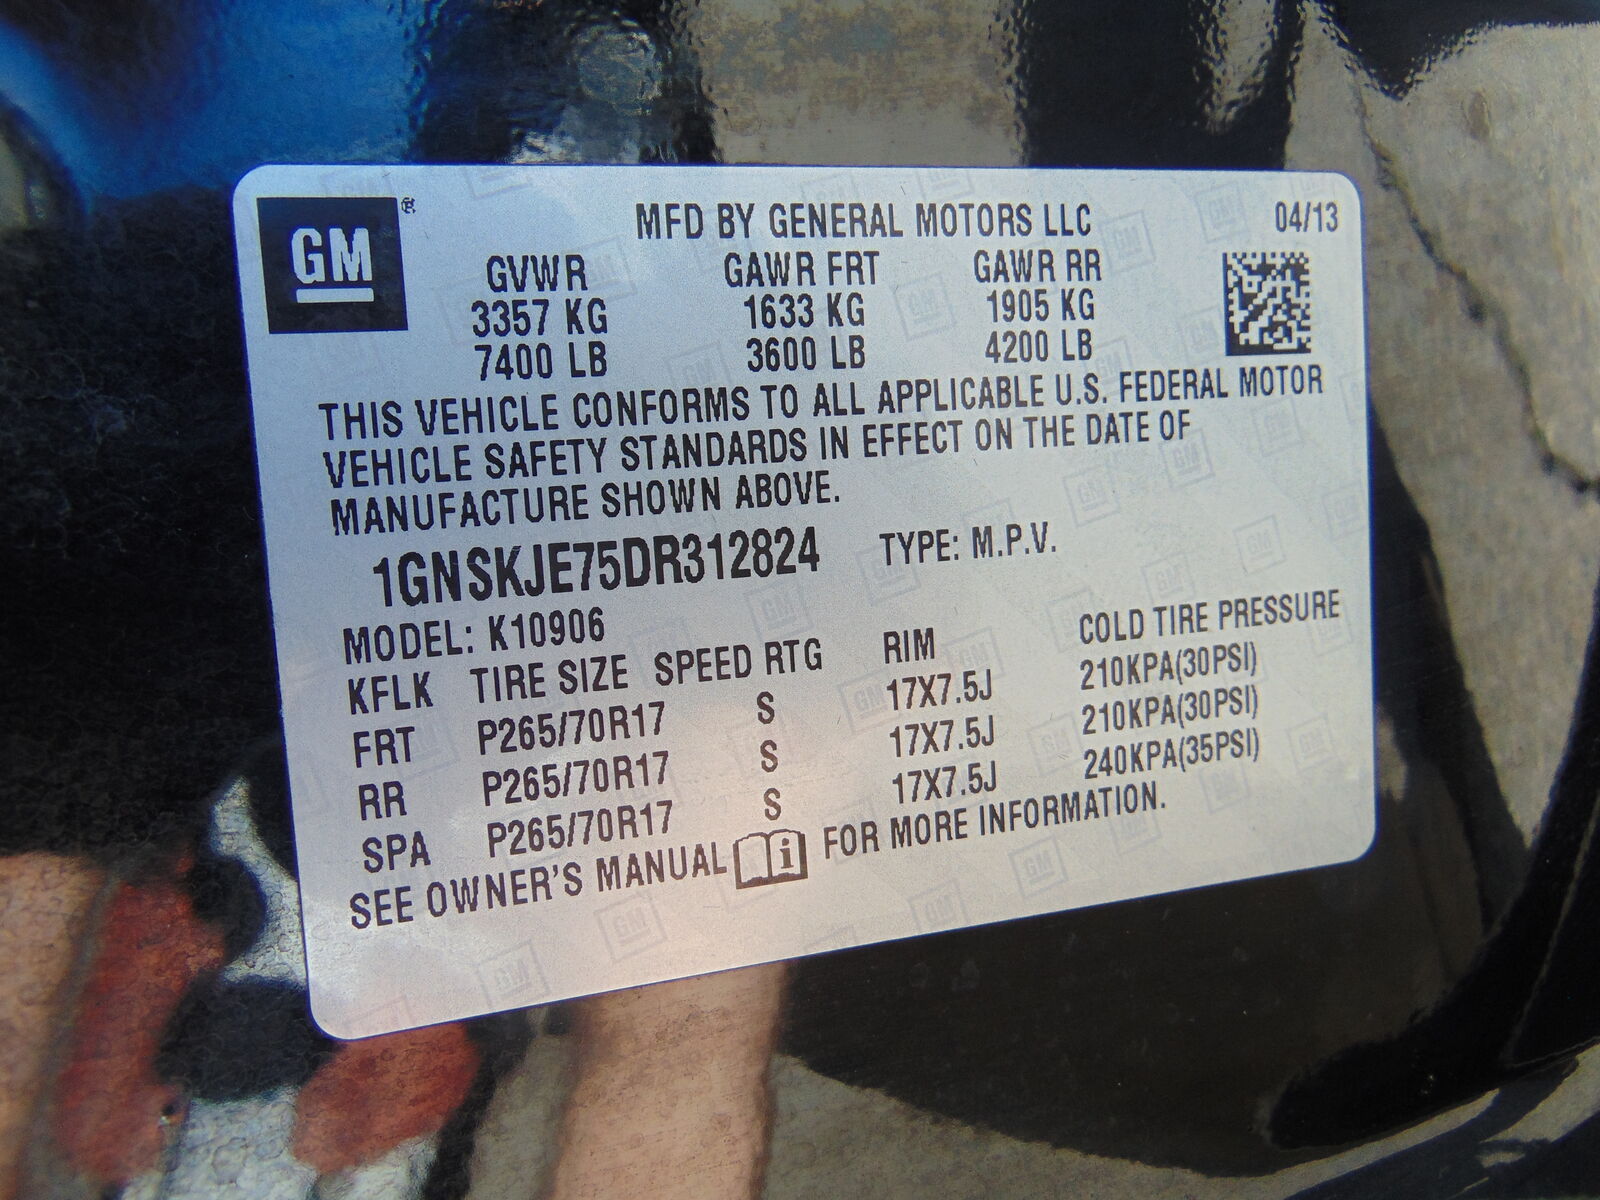 GM ® MFD BY GENERAL MOTORS LLC 04/13
GVWR GAWR FRT GAWR RR
3357 KG 1633 KG 1905 KG
7400 LB 3600 LB 4200 LB
THIS VEHICLE CONFORMS TO ALL APPLICABLE U.S. FEDERAL MOTOR
VEHICLE SAFETY STANDARDS IN EFFECT ON THE DATE OF
MANUFACTURE SHOWN ABOVE.
1GNSKJE75DR312824 TYPE: M.P.V.
MODEL: K10906
KFLK TIRE SIZE SPEED RTG RIM COLD TIRE PRESSURE
FRT P265/70R17 S 17X7.5J 210KPA(30PSI)
RR P265/70R17 S 17X7.5J 210KPA(30PSI)
SPA P265/70R17 S 17X7.5J 240KPA(35PSI)
SEE OWNER'S MANUAL i FOR MORE INFORMATION.